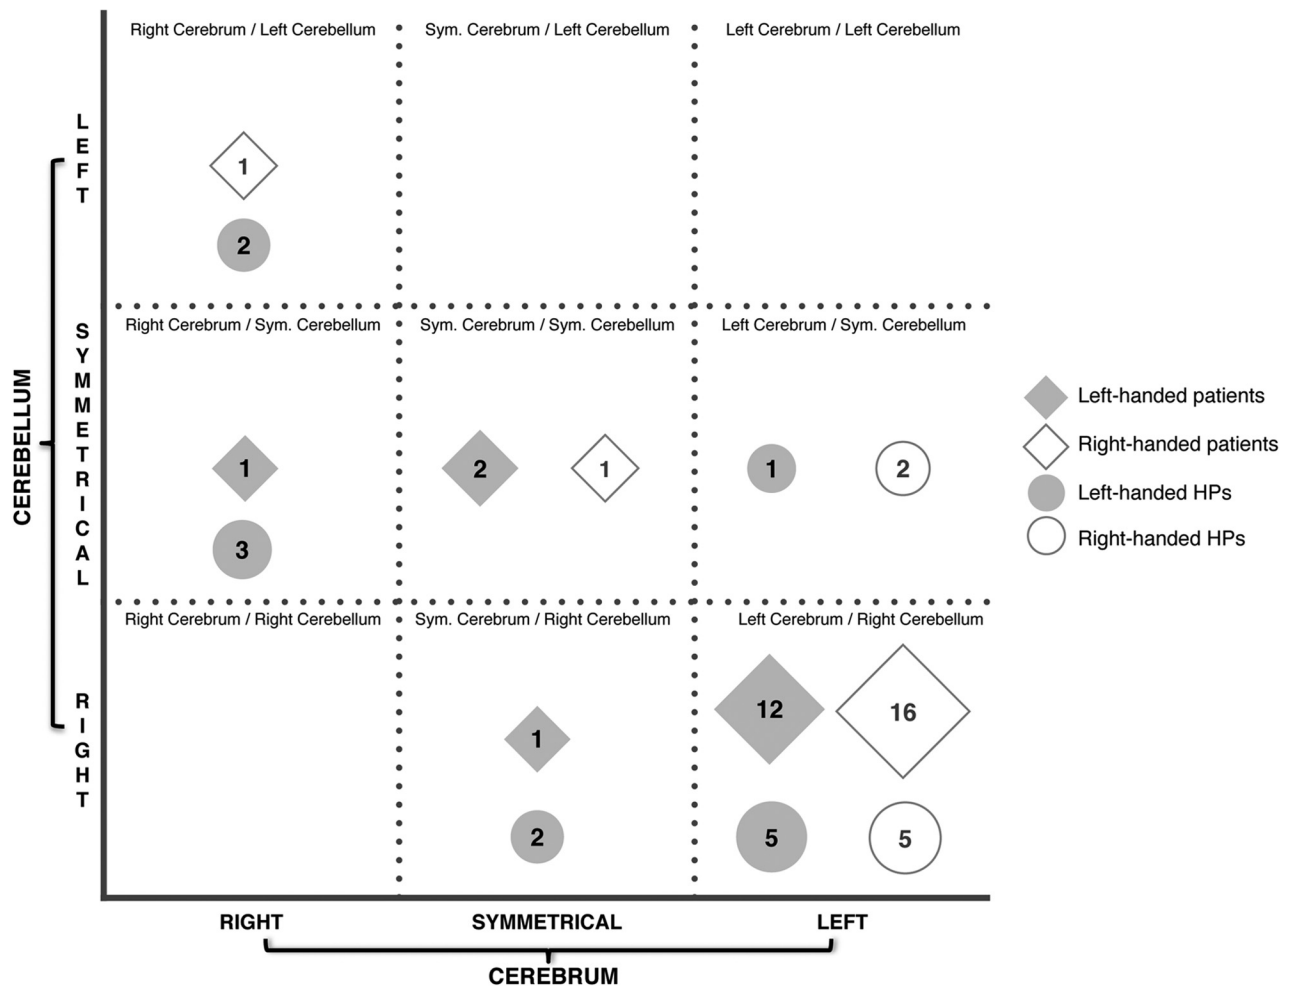 Right Cerebrum / Left Cerebellum
Sym. Cerebrum / Left Cerebellum
Left Cerebrum / Left Cerebellum
LEFT
1
2
Right Cerebrum / Sym. Cerebellum
Sym. Cerebrum / Sym. Cerebellum
Left Cerebrum / Sym. Cerebellum
CEREBELLUM
SYMMETRICAL
1
2
1
1
2
3
Right Cerebrum / Right Cerebellum
Sym. Cerebrum / Right Cerebellum
Left Cerebrum / Right Cerebellum
RIGHT
12
16
1
2
5
5
RIGHT
SYMMETRICAL
LEFT
CEREBRUM
Left-handed patients
Right-handed patients
Left-handed HPs
Right-handed HPs